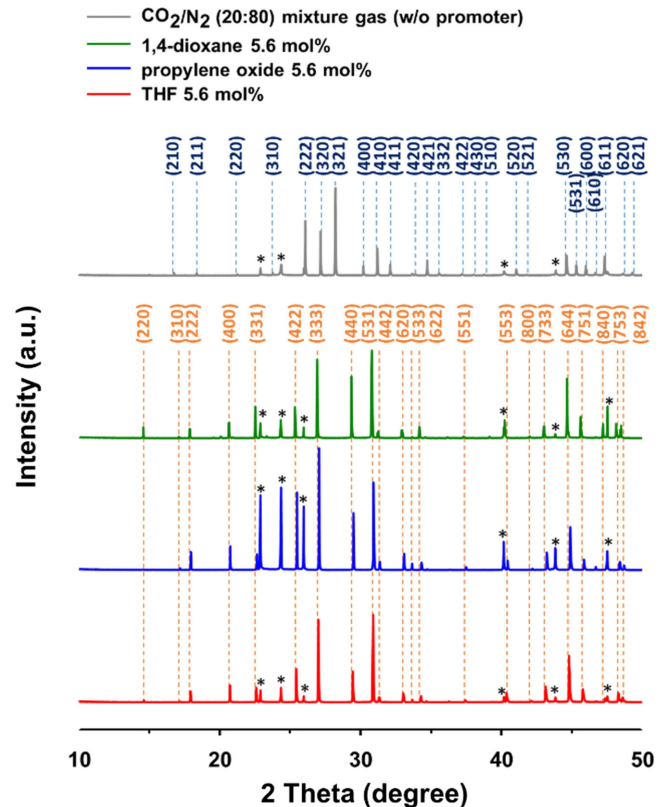 CO₂/N₂ (20:80) mixture gas (w/o promoter)
1,4-dioxane 5.6 mol%
propylene oxide 5.6 mol%
THF 5.6 mol%
(210) (211) (220) (310) (222) (320) (321) (400) (410) (411) (420) (421) (332) (422) (430) (510) (520) (521) (530) (531) (600) (610) (611) (620) (621)
* * * *
(220) (310) (222) (400) (331) (422) (333) (440) (531) (442) (620) (533) (622) (551) (553) (800) (733) (644) (751) (840) (753) (842)
* * * * * *
* * * * * *
* * * * * *
Intensity (a.u.)
10 20 30 40 50
2 Theta (degree)